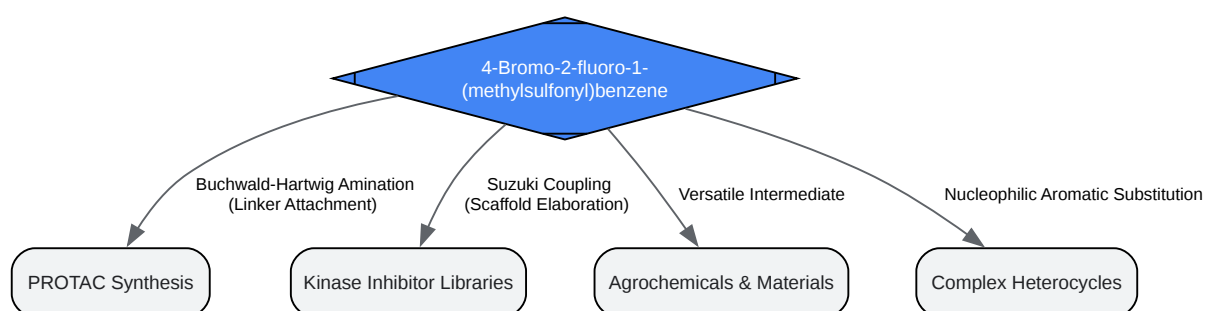 4-Bromo-2-fluoro-1-
(methylsulfonyl)benzene
Buchwald-Hartwig Amination
(Linker Attachment)
Suzuki Coupling
(Scaffold Elaboration)
Versatile Intermediate
Nucleophilic Aromatic Substitution
PROTAC Synthesis
Kinase Inhibitor Libraries
Agrochemicals & Materials
Complex Heterocycles